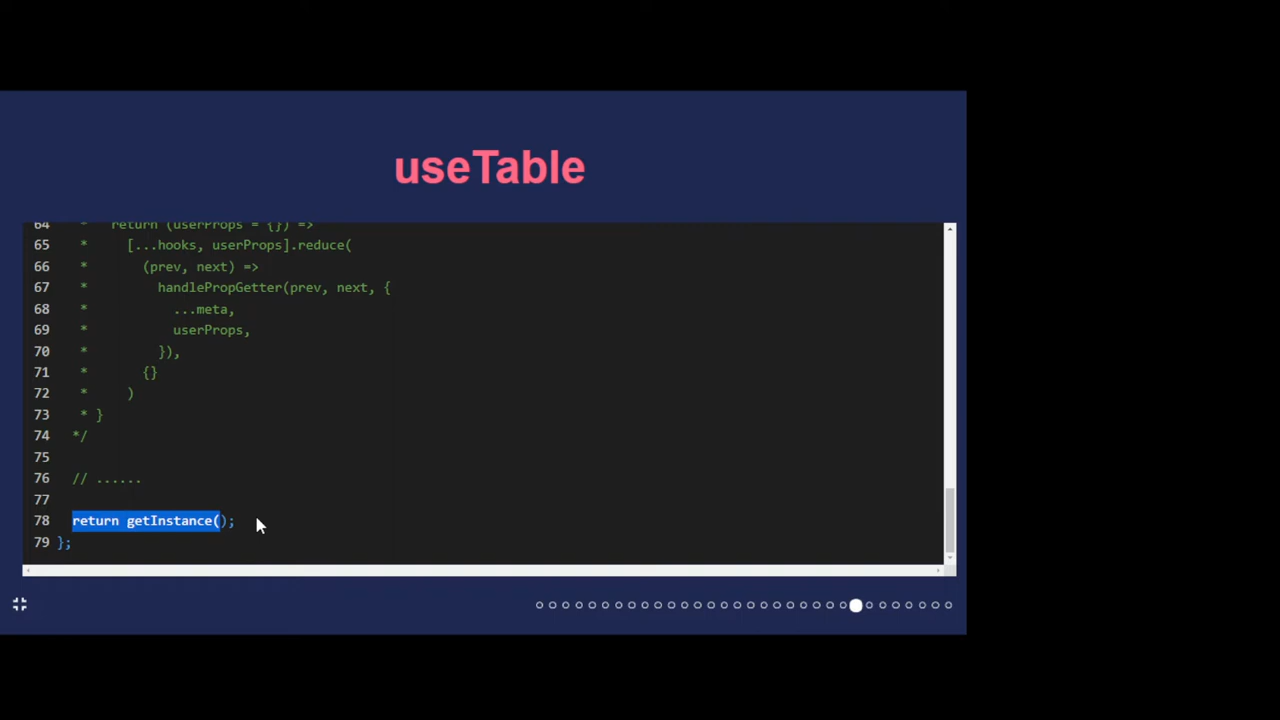 useTable
64 * return (userProps = {}) =>
65 * [...hooks, userProps].reduce(
66 * (prev, next) =>
67 * handlePropGetter(prev, next, {
68 * ...meta,
69 * userProps,
70 * }),
71 * {}
72 * )
73 * }
74 */
75
76 // ......
77
78 return getInstance();
79 };